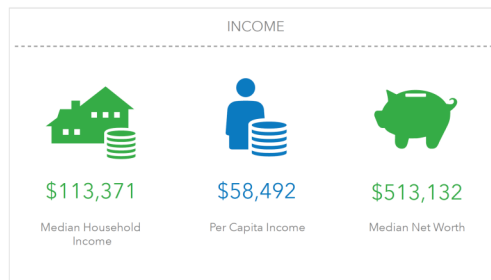 INCOME
$113,371
$58,492
$513,132
Median Household
Income
Per Capita Income
Median Net Worth